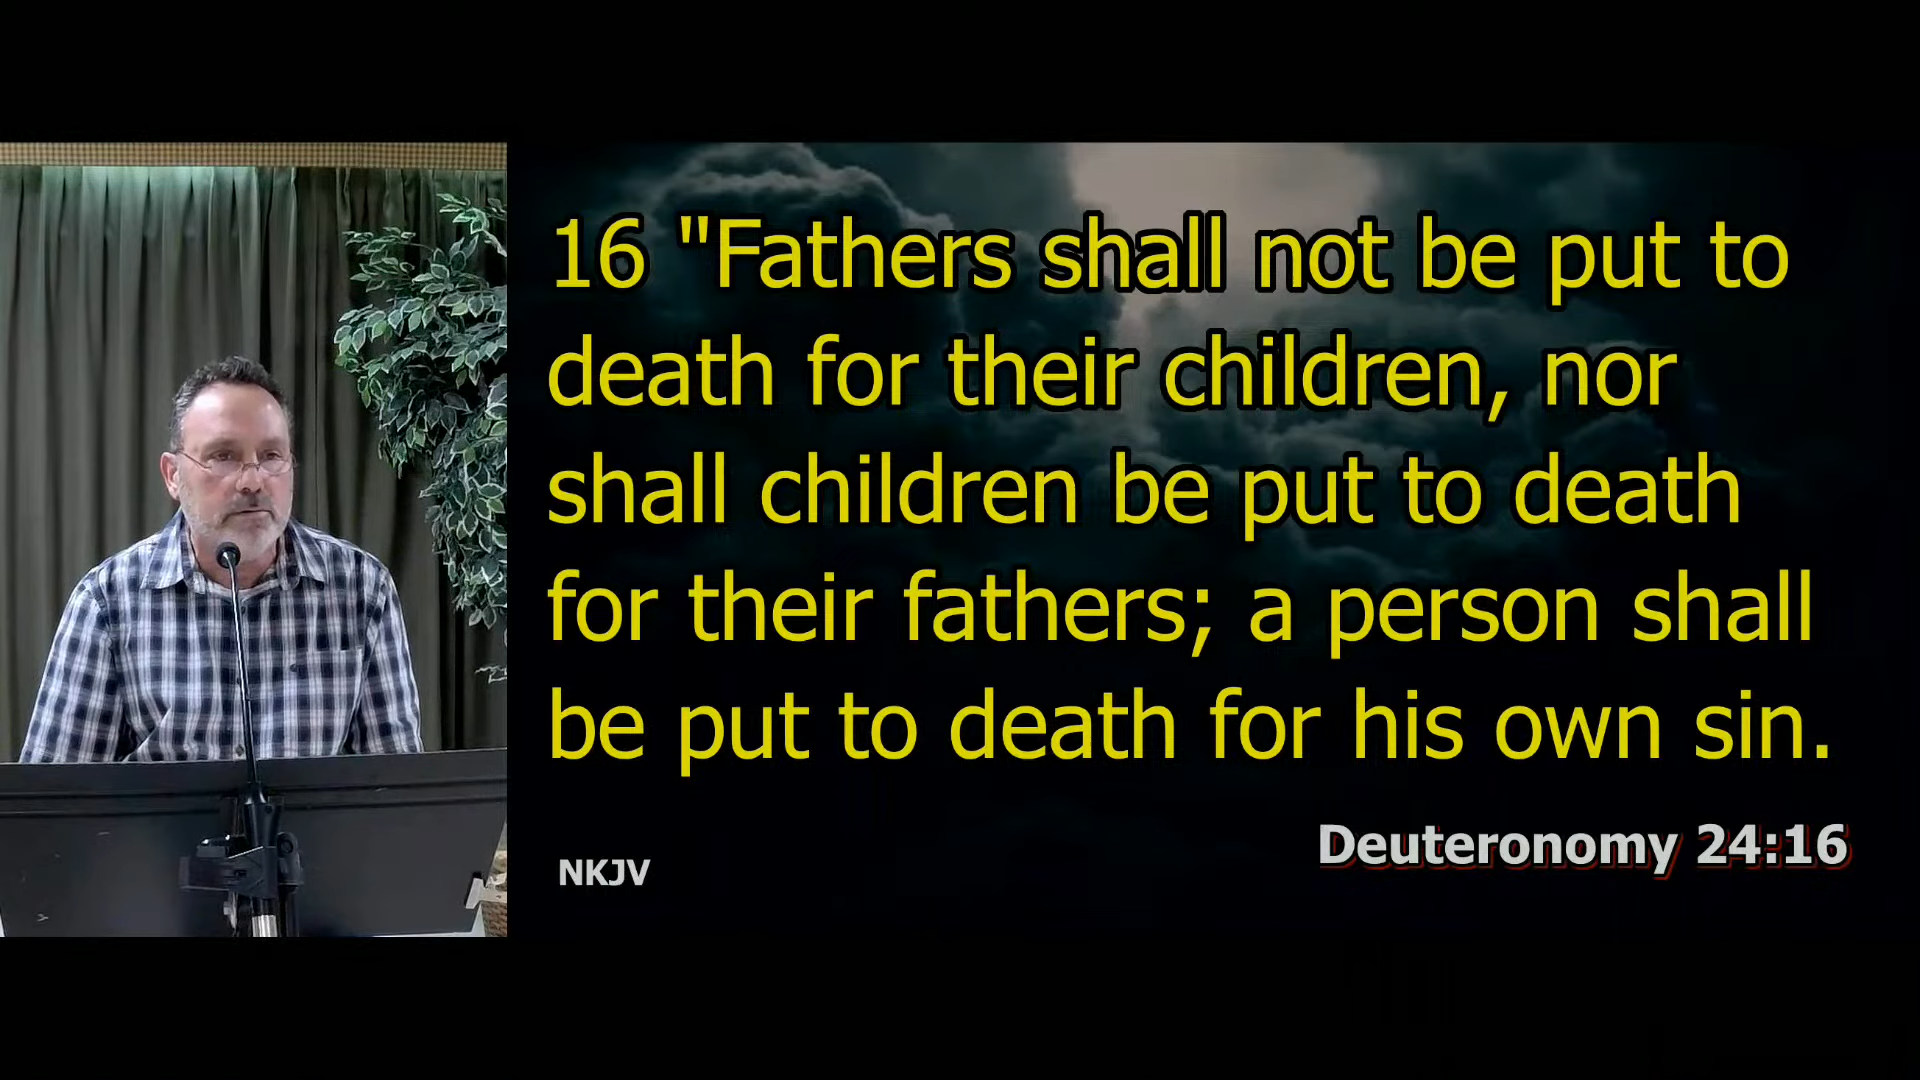 16 "Fathers shall not be put to
death for their children, nor
shall children be put to death
for their fathers; a person shall
be put to death for his own sin.
Deuteronomy 24:16
NKJV